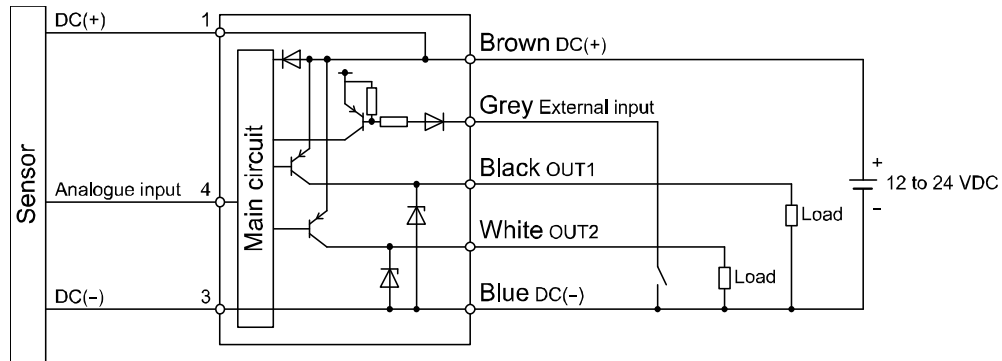 DC(+) 1
Brown DC(+)
Grey External input
Black OUT1
Analogue input 4
Main circuit
Sensor
+
12 to 24 VDC
−
Load
White OUT2
Load
DC(−) 3
Blue DC(−)